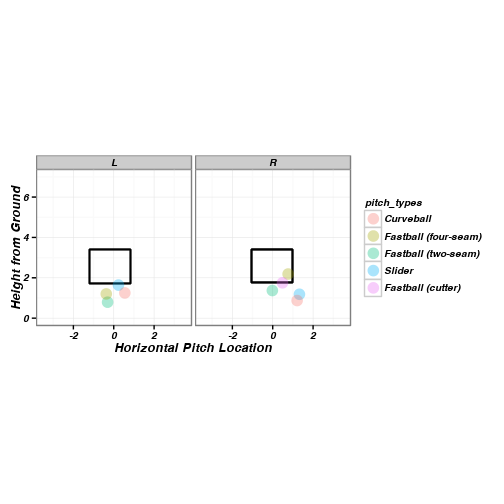 L R
Height from Ground
6
4
2
0
-2 0 2 -2 0 2
Horizontal Pitch Location
pitch_types
Curveball
Fastball (four-seam)
Fastball (two-seam)
Slider
Fastball (cutter)